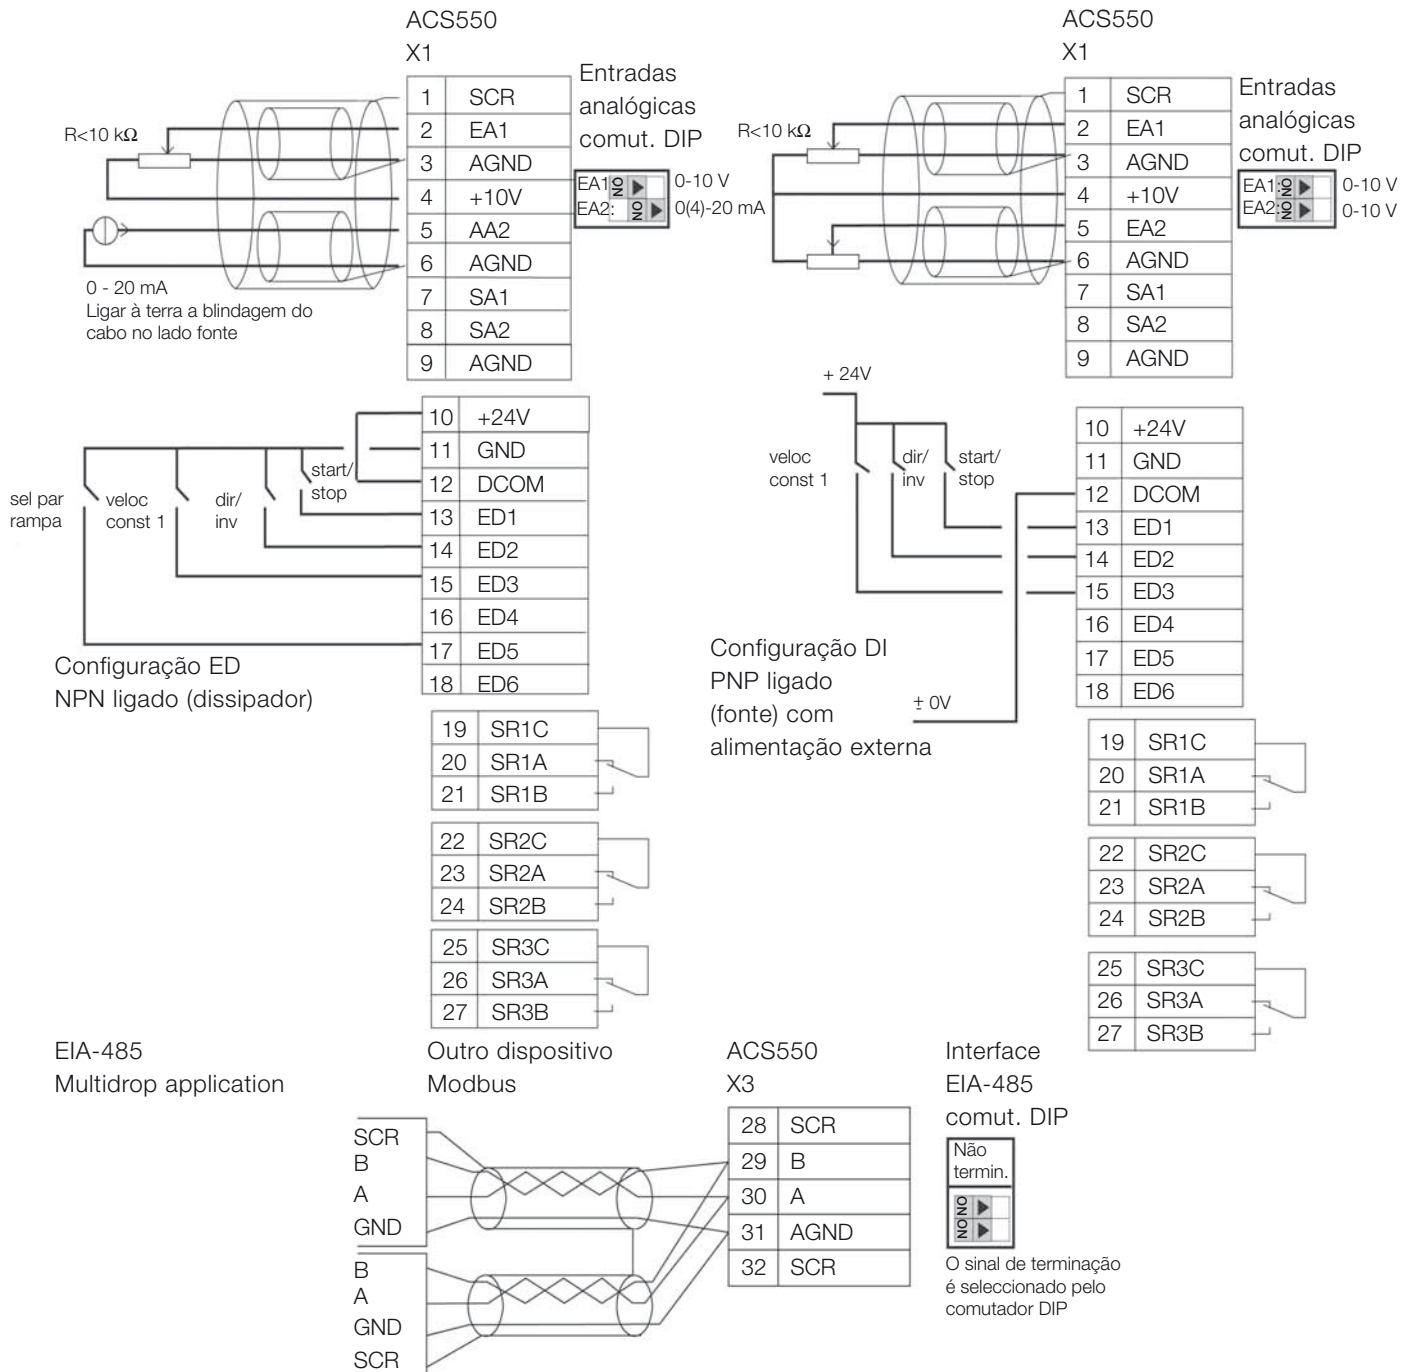 ACS550
X1
1 SCR
2 EA1
3 AGND
4 +10V
5 AA2
6 AGND
7 SA1
8 SA2
9 AGND
Entradas
analógicas
comut. DIP
EA1: NO 0-10 V
EA2: NO 0(4)-20 mA
R<10 kΩ
0 - 20 mA
Ligar à terra a blindagem do
cabo no lado fonte
10 +24V
11 GND
12 DCOM
13 ED1
14 ED2
15 ED3
16 ED4
17 ED5
18 ED6
sel par
rampa
veloc
const 1
dir/
inv
start/
stop
Configuração ED
NPN ligado (dissipador)
19 SR1C
20 SR1A
21 SR1B
22 SR2C
23 SR2A
24 SR2B
25 SR3C
26 SR3A
27 SR3B
ACS550
X1
1 SCR
2 EA1
3 AGND
4 +10V
5 EA2
6 AGND
7 SA1
8 SA2
9 AGND
Entradas
analógicas
comut. DIP
EA1: NO 0-10 V
EA2: NO 0-10 V
R<10 kΩ
+ 24V
10 +24V
11 GND
12 DCOM
13 ED1
14 ED2
15 ED3
16 ED4
17 ED5
18 ED6
veloc
const 1
dir/
inv
start/
stop
Configuração DI
PNP ligado
(fonte) com
alimentação externa
± 0V
19 SR1C
20 SR1A
21 SR1B
22 SR2C
23 SR2A
24 SR2B
25 SR3C
26 SR3A
27 SR3B
EIA-485
Multidrop application
Outro dispositivo
Modbus
SCR
B
A
GND
B
A
GND
SCR
ACS550
X3
28 SCR
29 B
30 A
31 AGND
32 SCR
Interface
EIA-485
comut. DIP
Não
termin.
NO
NO
O sinal de terminação
é seleccionado pelo
comutador DIP